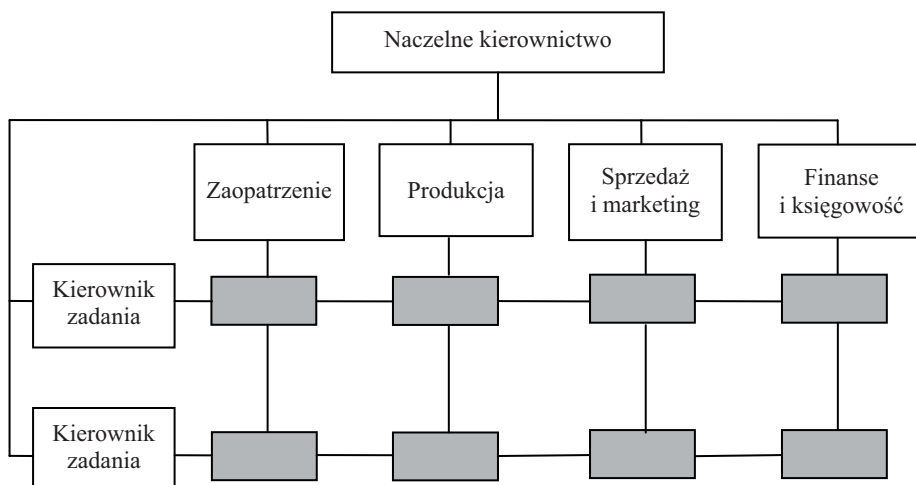 Naczelne kierownictwo
Zaopatrzenie
Produkcja
Sprzedaż
i marketing
Finanse
i księgowość
Kierownik
zadania
Kierownik
zadania